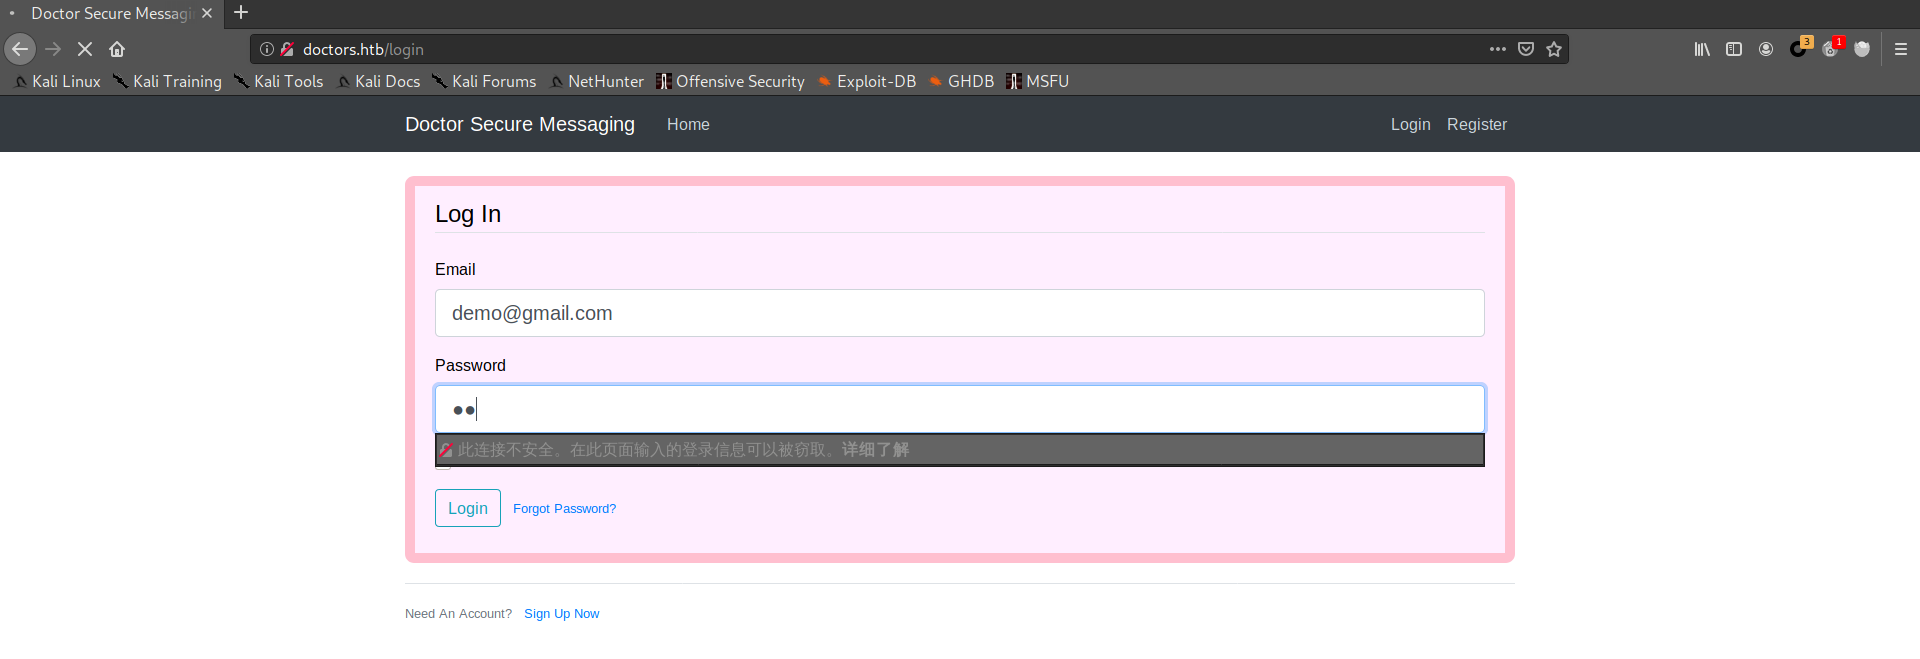 Doctor Secure Messagi
doctors.htb/login
3
1
Kali Linux Kali Training Kali Tools Kali Docs Kali Forums NetHunter Offensive Security Exploit-DB GHDB MSFU
Doctor Secure Messaging Home Login Register
Log In
Email
demo@gmail.com
Password
●●
此连接不安全。在此页面输入的登录信息可以被窃取。详细了解
Login Forgot Password?
Need An Account? Sign Up Now